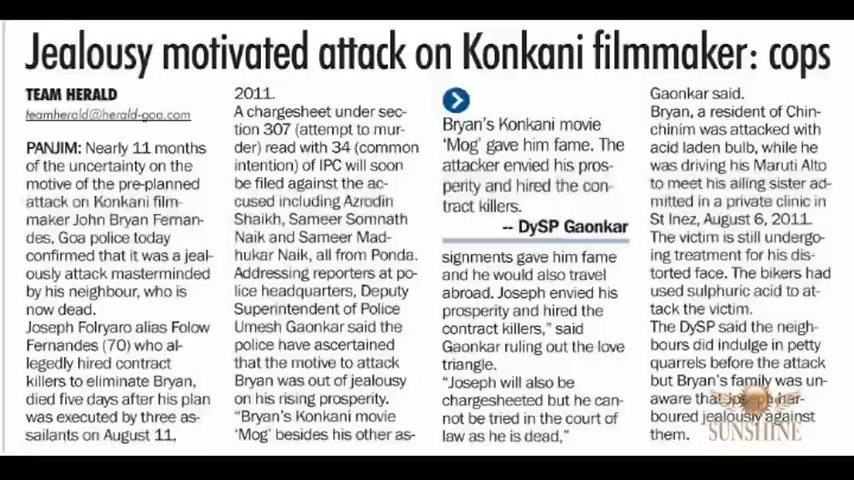 Jealousy motivated attack on Konkani filmmaker: cops
TEAM HERALD
teamherald@herald-goa.com
PANJIM: Nearly 11 months
of the uncertainty on the
motive of the pre-planned
attack on Konkani film-
maker John Bryan Fernan-
des, Goa police today
confirmed that it was a jeal-
ously attack masterminded
by his neighbour, who is
now dead.
Joseph Folryaro alias Folow
Fernandes (70) who al-
legedly hired contract
killers to eliminate Bryan,
died five days after his plan
was executed by three as-
sailants on August 11,
2011.
A chargesheet under sec-
tion 307 (attempt to mur-
der) read with 34 (common
intention) of IPC will soon
be filed against the ac-
cused including Azrodin
Shaikh, Sameer Somnath
Naik and Sameer Mad-
hukar Naik, all from Ponda.
Addressing reporters at po-
lice headquarters, Deputy
Superintendent of Police
Umesh Gaonkar said the
police have ascertained
that the motive to attack
Bryan was out of jealousy
on his rising prosperity.
"Bryan's Konkani movie
'Mog' besides his other as-
Bryan's Konkani movie
'Mog' gave him fame. The
attacker envied his pros-
perity and hired the con-
tract killers.
-- DySP Gaonkar
signments gave him fame
and he would also travel
abroad. Joseph envied his
prosperity and hired the
contract killers," said
Gaonkar ruling out the love
triangle.
"Joseph will also be
chargesheeted but he can-
not be tried in the court of
law as he is dead,"
Gaonkar said.
Bryan, a resident of Chin-
chinim was attacked with
acid laden bulb, while he
was driving his Maruti Alto
to meet his ailing sister ad-
mitted in a private clinic in
St Inez, August 6, 2011.
The victim is still undergo-
ing treatment for his dis-
torted face. The bikers had
used sulphuric acid to at-
tack the victim.
The DySP said the neigh-
bours did indulge in petty
quarrels before the attack
but Bryan's family was un-
aware that Joseph har-
boured jealously against
them.
SUNSHINE